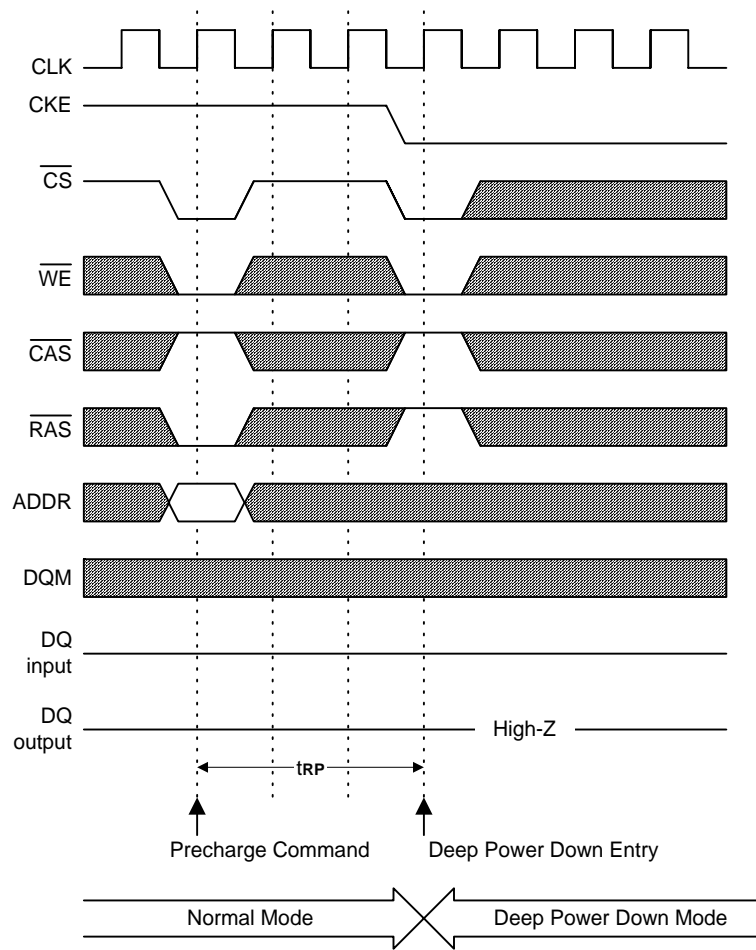 CLK
CKE
CS
WE
CAS
RAS
ADDR
DQM
DQ
input
DQ
output
High-Z
tRP
Precharge Command
Deep Power Down Entry
Normal Mode
Deep Power Down Mode